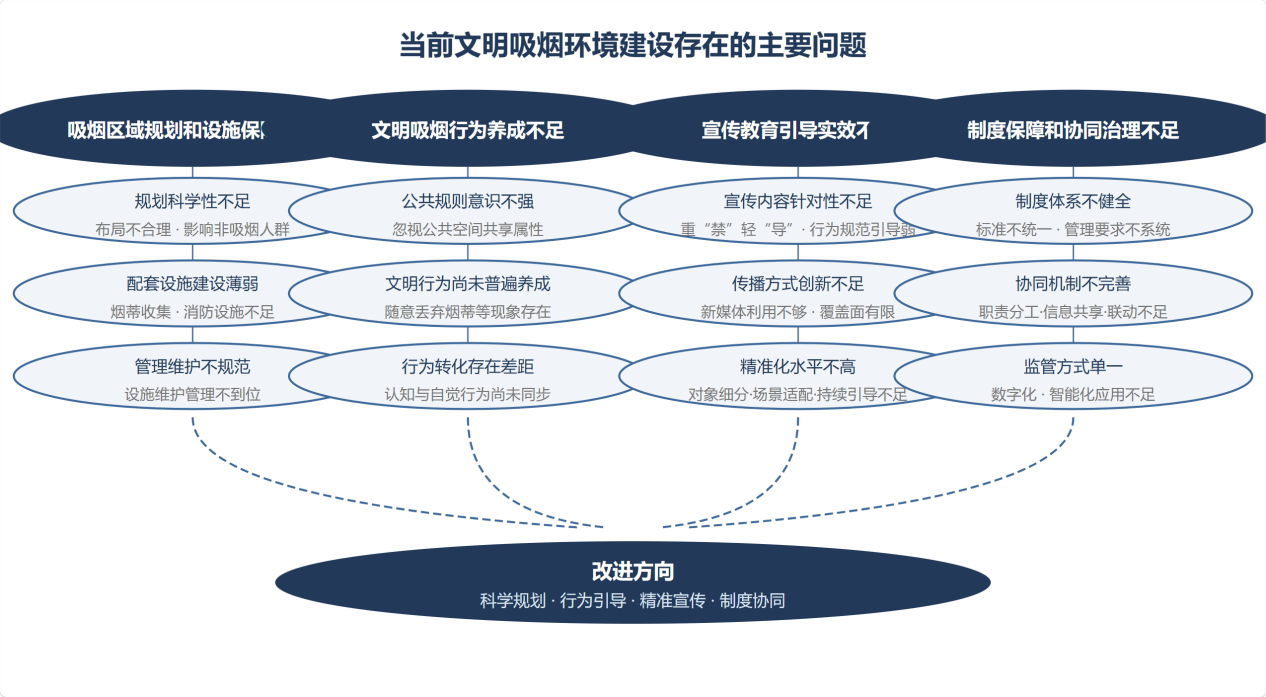 当前文明吸烟环境建设存在的主要问题
吸烟区域规划和设施保
文明吸烟行为养成不足
宣传教育引导实效不
制度保障和协同治理不足
规划科学性不足
布局不合理 · 影响非吸烟人群
公共规则意识不强
忽视公共空间共享属性
宣传内容针对性不足
重“禁”轻“导” · 行为规范引导弱
制度体系不健全
标准不统一 · 管理要求不系统
配套设施建设薄弱
烟蒂收集 · 消防设施不足
文明行为尚未普遍养成
随意丢弃烟蒂等现象存在
传播方式创新不足
新媒体利用不够 · 覆盖面有限
协同机制不完善
职责分工·信息共享·联动不足
管理维护不规范
设施维护管理不到位
行为转化存在差距
认知与自觉行为尚未同步
精准化水平不高
对象细分·场景适配·持续引导不足
监管方式单一
数字化 · 智能化应用不足
改进方向
科学规划 · 行为引导 · 精准宣传 · 制度协同